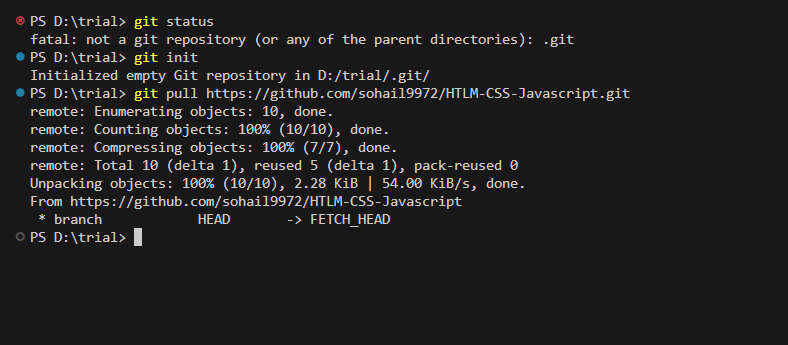 PS D:\trial> git status
fatal: not a git repository (or any of the parent directories): .git
PS D:\trial> git init
Initialized empty Git repository in D:/trial/.git/
PS D:\trial> git pull https://github.com/sohail9972/HTLM-CSS-Javascript.git
remote: Enumerating objects: 10, done.
remote: Counting objects: 100% (10/10), done.
remote: Compressing objects: 100% (7/7), done.
remote: Total 10 (delta 1), reused 5 (delta 1), pack-reused 0
Unpacking objects: 100% (10/10), 2.28 KiB | 54.00 KiB/s, done.
From https://github.com/sohail9972/HTLM-CSS-Javascript
 * branch            HEAD       -> FETCH_HEAD
PS D:\trial>